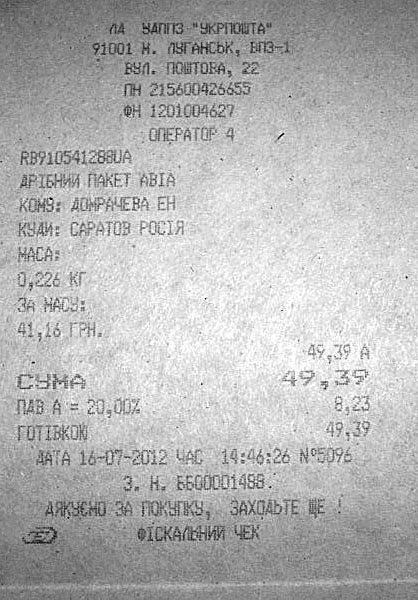 ЛД УДППЗ "УКРПОШТА"
91001 М. ЛУГАНСЬК, ВПЗ-1
ВУЛ. ПОШТОВА, 22
ПН 215600426655
ФН 1201004627
ОПЕРАТОР 4
RB910541288UA
ДРІБНИЙ ПАКЕТ АВІА
КОМУ: ДОМРАЧЕВА ЕН
КУДИ: САРАТОВ РОСІЯ
МАСА:
0,226 КГ
ЗА МАСУ:
41,16 ГРН.
49,39 А
СУМА 49,39
ПДВ А = 20,00% 8,23
ГОТІВКОЮ 49,39
ДАТА 16-07-2012 ЧАС 14:46:26 №5096
З. Н. ББ00001488
ДЯКУЄМО ЗА ПОКУПКУ, ЗАХОДЬТЕ ЩЕ !
ФІСКАЛЬНИЙ ЧЕК